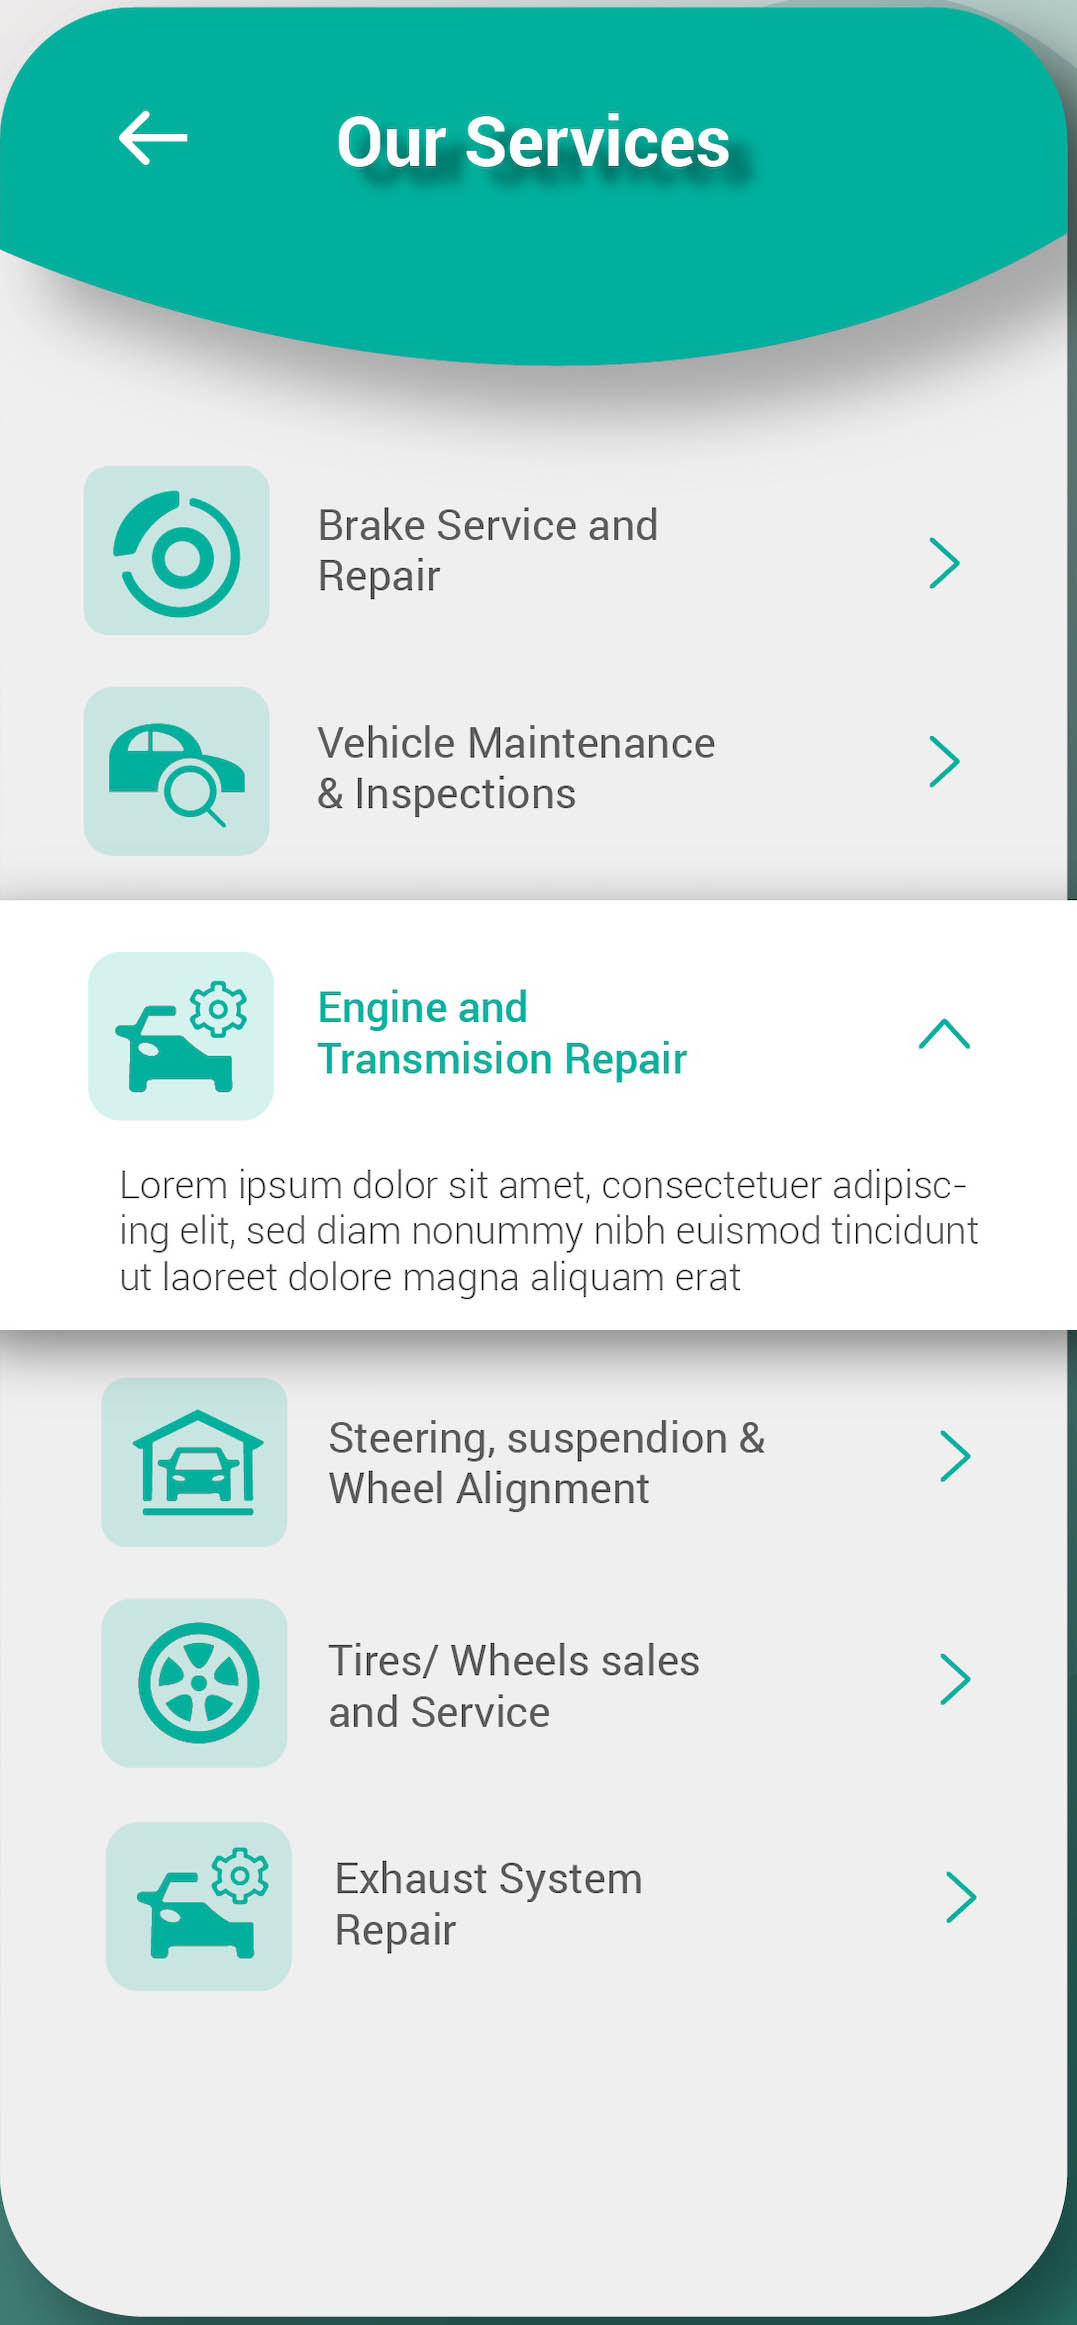 Our Services
Brake Service and
Repair
Vehicle Maintenance
& Inspections
Engine and
Transmision Repair
Lorem ipsum dolor sit amet, consectetuer adipisc-
ing elit, sed diam nonummy nibh euismod tincidunt
ut laoreet dolore magna aliquam erat
Steering, suspendion &
Wheel Alignment
Tires/ Wheels sales
and Service
Exhaust System
Repair